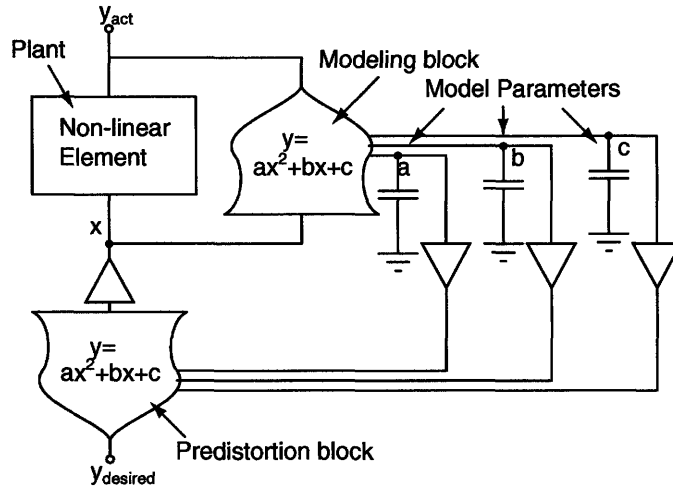 y_act
Plant
Modeling block
Model Parameters
Non-linear
Element
y=
ax²+bx+c
a
b
c
x
y=
ax²+bx+c
Predistortion block
y_desired